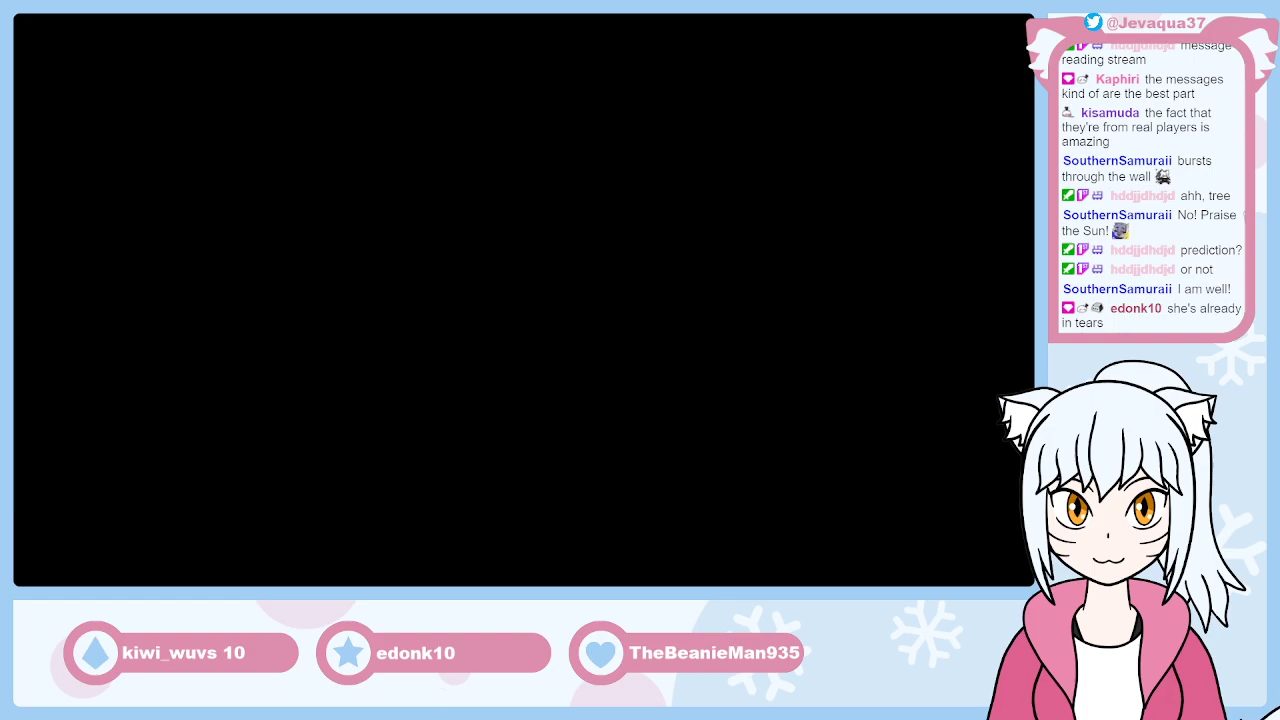 @Jevaqua37
hddjjdhdjd message
reading stream
Kaphiri the messages
kind of are the best part
kisamuda the fact that
they're from real players is
amazing
SouthernSamuraii bursts
through the wall
hddjjdhdjd ahh, tree
SouthernSamuraii No! Praise
the Sun!
hddjjdhdjd prediction?
hddjjdhdjd or not
SouthernSamuraii I am well!
edonk10 she's already
in tears
kiwi_wuvs 10
edonk10
TheBeanieMan935